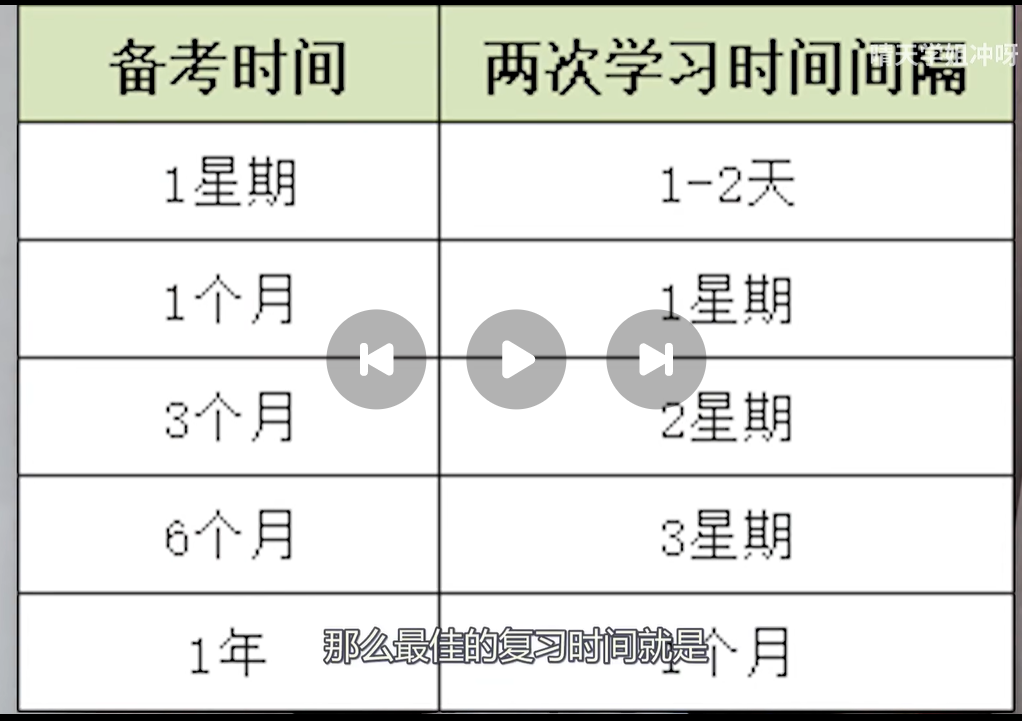 备考时间 两次学习时间间隔
晴天学姐冲呀
1星期 1-2天
1个月 1星期
3个月 2星期
6个月 3星期
1年 1个月
那么最佳的复习时间就是